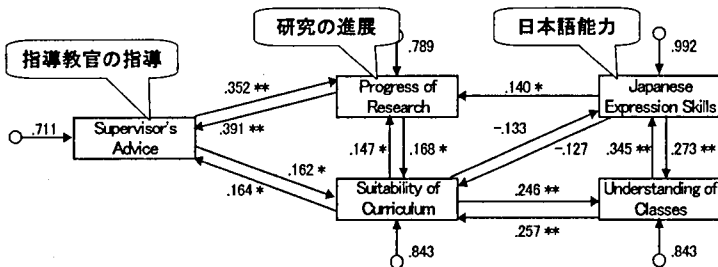 研究の進展
日本語能力
指導教官の指導
.789
.992
.352 **
Progress of
Research
.140 *
Japanese
Expression Skills
.711
Supervisor's
Advice
.391 **
-.133
.147 *
.168 *
-.127
.345 **
.273 **
.162 *
.164 *
Suitability of
Curriculum
.246 **
Understanding of
Classes
.257 **
.843
.843